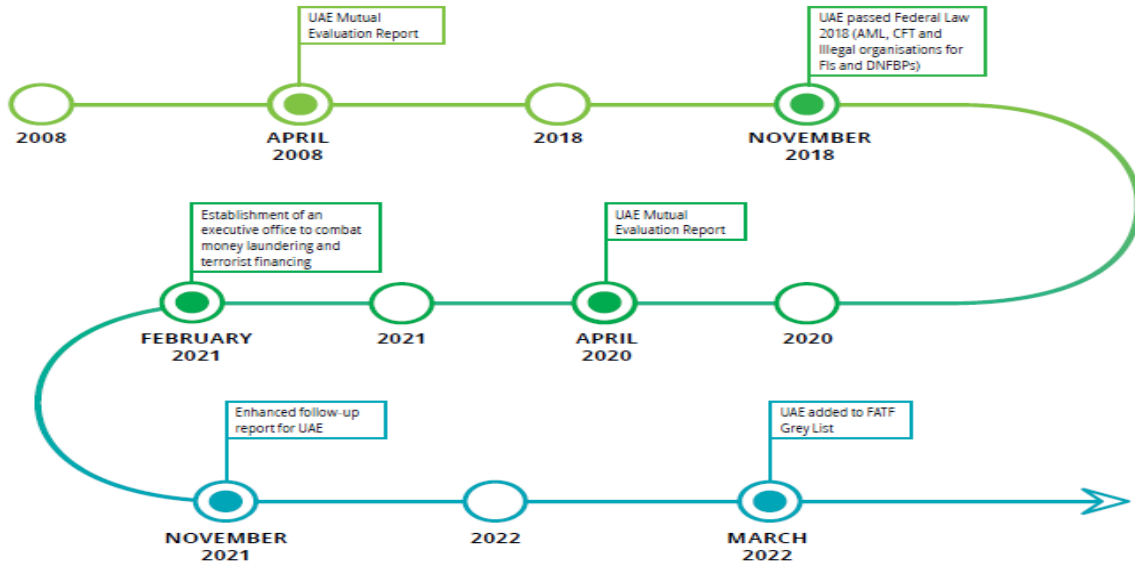 UAE Mutual
Evaluation Report
UAE passed Federal Law
2018 (AML, CFT and
Illegal organisations for
FIs and DNFBPs)
2008
APRIL
2008
2018
NOVEMBER
2018
Establishment of an
executive office to combat
money laundering and
terrorist financing
UAE Mutual
Evaluation Report
FEBRUARY
2021
2021
APRIL
2020
2020
Enhanced follow-up
report for UAE
UAE added to FATF
Grey List
NOVEMBER
2021
2022
MARCH
2022